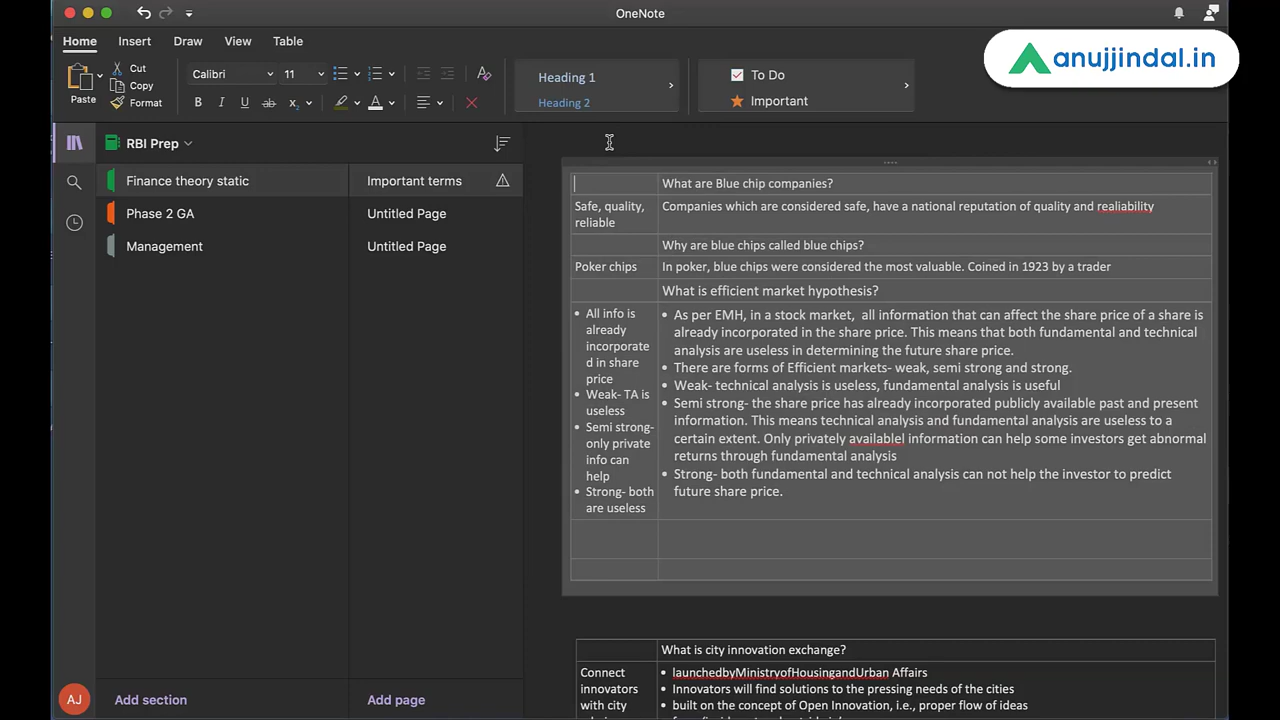 OneNote
Home Insert Draw View Table
anujjindal.in
Paste
Cut
Copy
Format
Calibri 11
B I U ab x A
Heading 1
Heading 2
To Do
Important
RBI Prep
Finance theory static
Phase 2 GA
Management
Important terms
Untitled Page
Untitled Page
What are Blue chip companies?
Safe, quality,
reliable
Companies which are considered safe, have a national reputation of quality and realiability
Why are blue chips called blue chips?
Poker chips
In poker, blue chips were considered the most valuable. Coined in 1923 by a trader
What is efficient market hypothesis?
• All info is
already
incorporate
d in share
price
• Weak- TA is
useless
• Semi strong-
only private
info can
help
• Strong- both
are useless
• As per EMH, in a stock market,  all information that can affect the share price of a share is
already incorporated in the share price. This means that both fundamental and technical
analysis are useless in determining the future share price.
• There are forms of Efficient markets- weak, semi strong and strong.
• Weak- technical analysis is useless, fundamental analysis is useful
• Semi strong- the share price has already incorporated publicly available past and present
information. This means technical analysis and fundamental analysis are useless to a
certain extent. Only privately availablel information can help some investors get abnormal
returns through fundamental analysis
• Strong- both fundamental and technical analysis can not help the investor to predict
future share price.
What is city innovation exchange?
Connect
innovators
with city
• launchedbyMinistryofHousingandUrban Affairs
• Innovators will find solutions to the pressing needs of the cities
• built on the concept of Open Innovation, i.e., proper flow of ideas
AJ
Add section
Add page